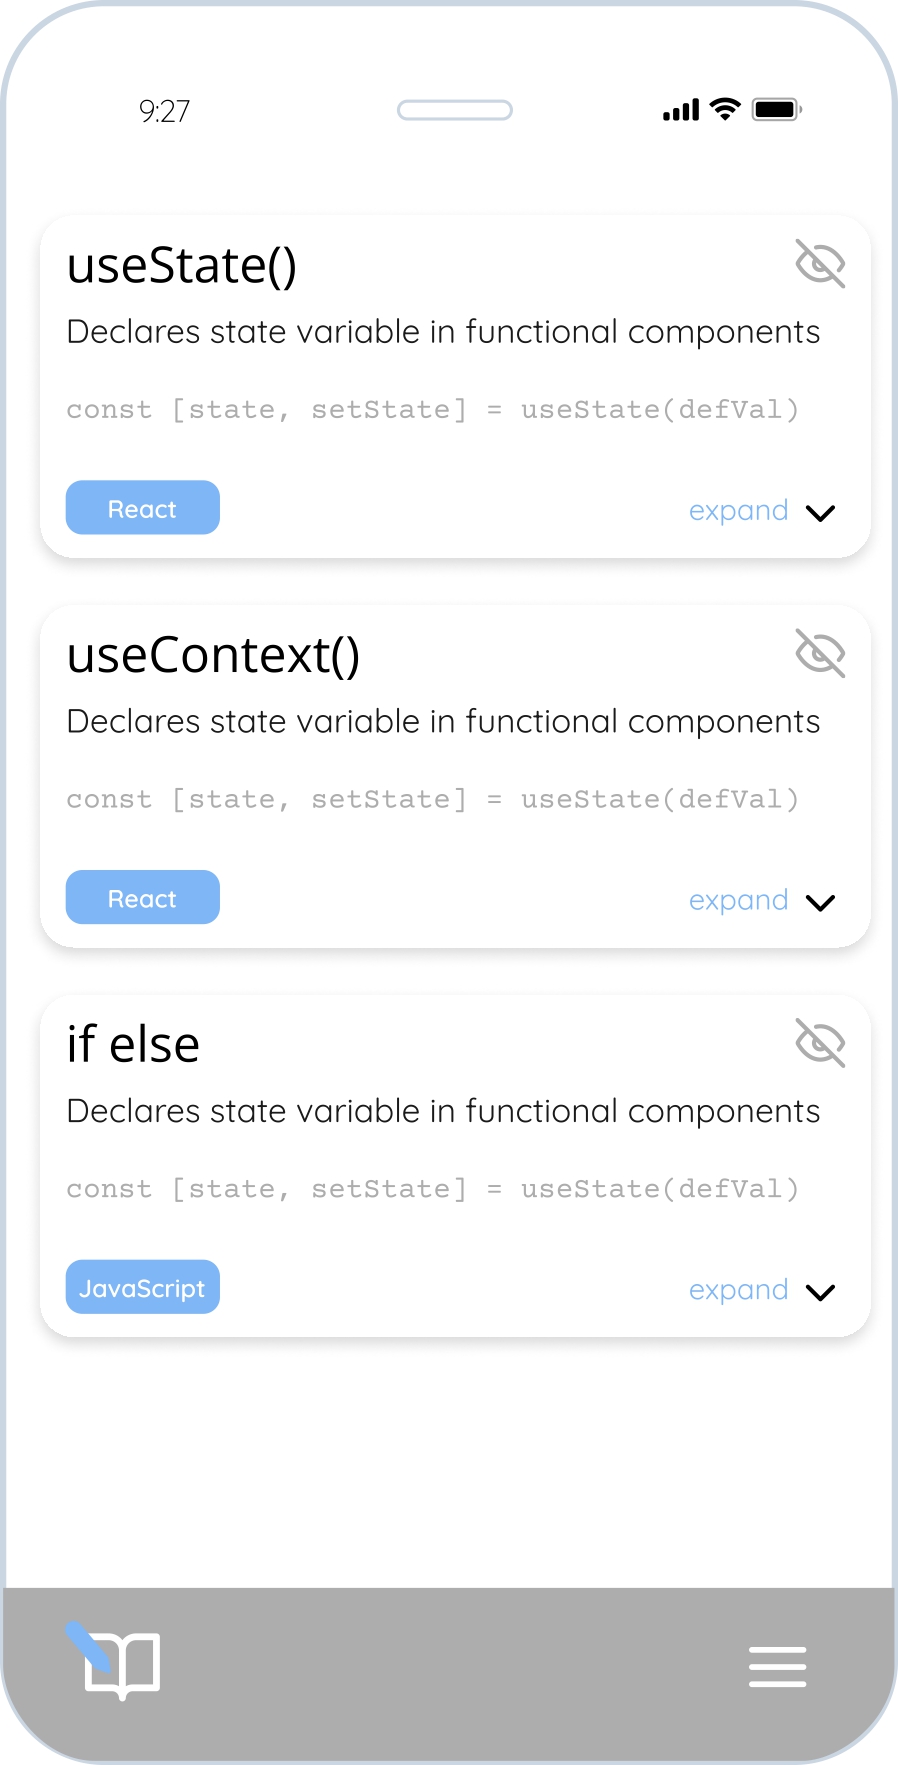 9:27
useState()
Declares state variable in functional components
const [state, setState] = useState(defVal)
React
expand
useContext()
Declares state variable in functional components
const [state, setState] = useState(defVal)
React
expand
if else
Declares state variable in functional components
const [state, setState] = useState(defVal)
JavaScript
expand